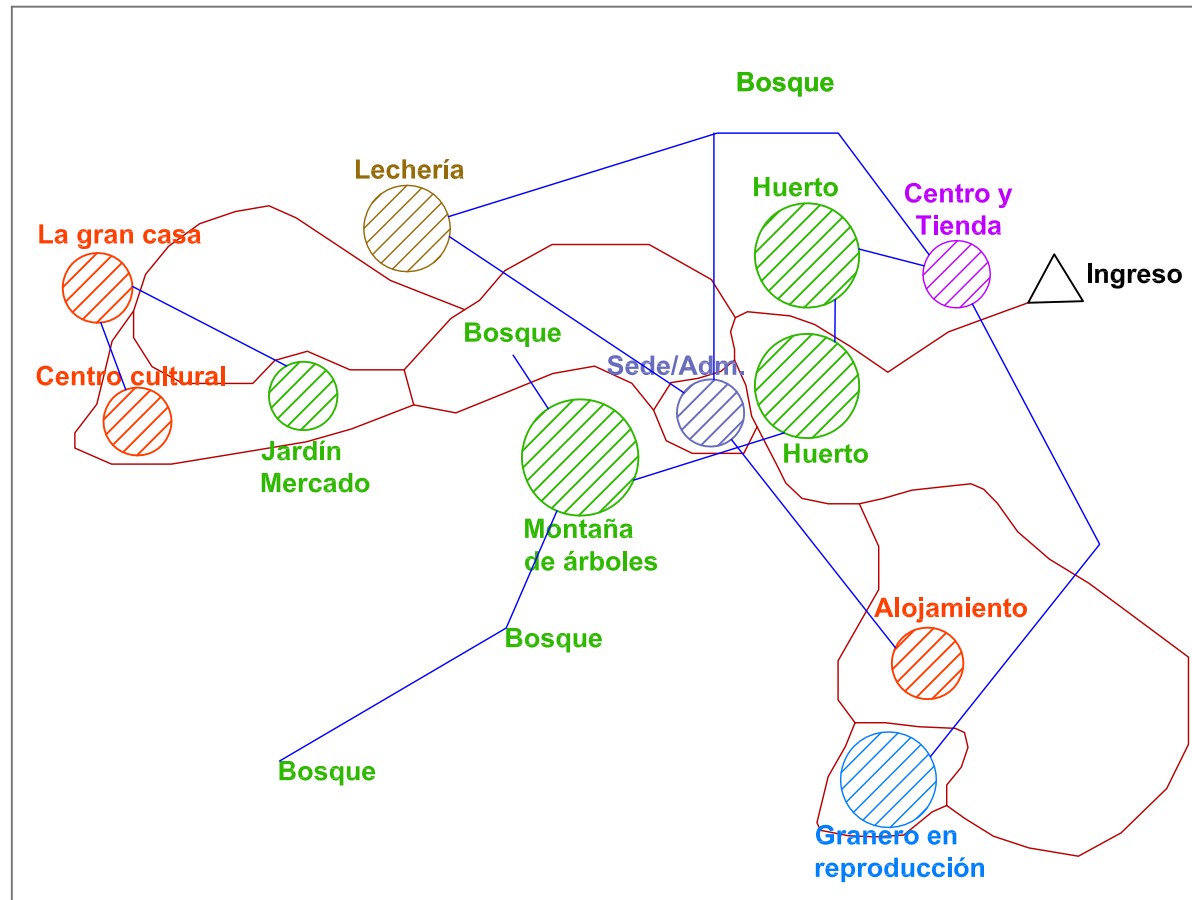 Bosque
Lechería
Huerto
Centro y
Tienda
La gran casa
Ingreso
Bosque
Sede/Adm.
Centro cultural
Jardín
Mercado
Huerto
Montaña
de árboles
Alojamiento
Bosque
Bosque
Granero en
reproducción